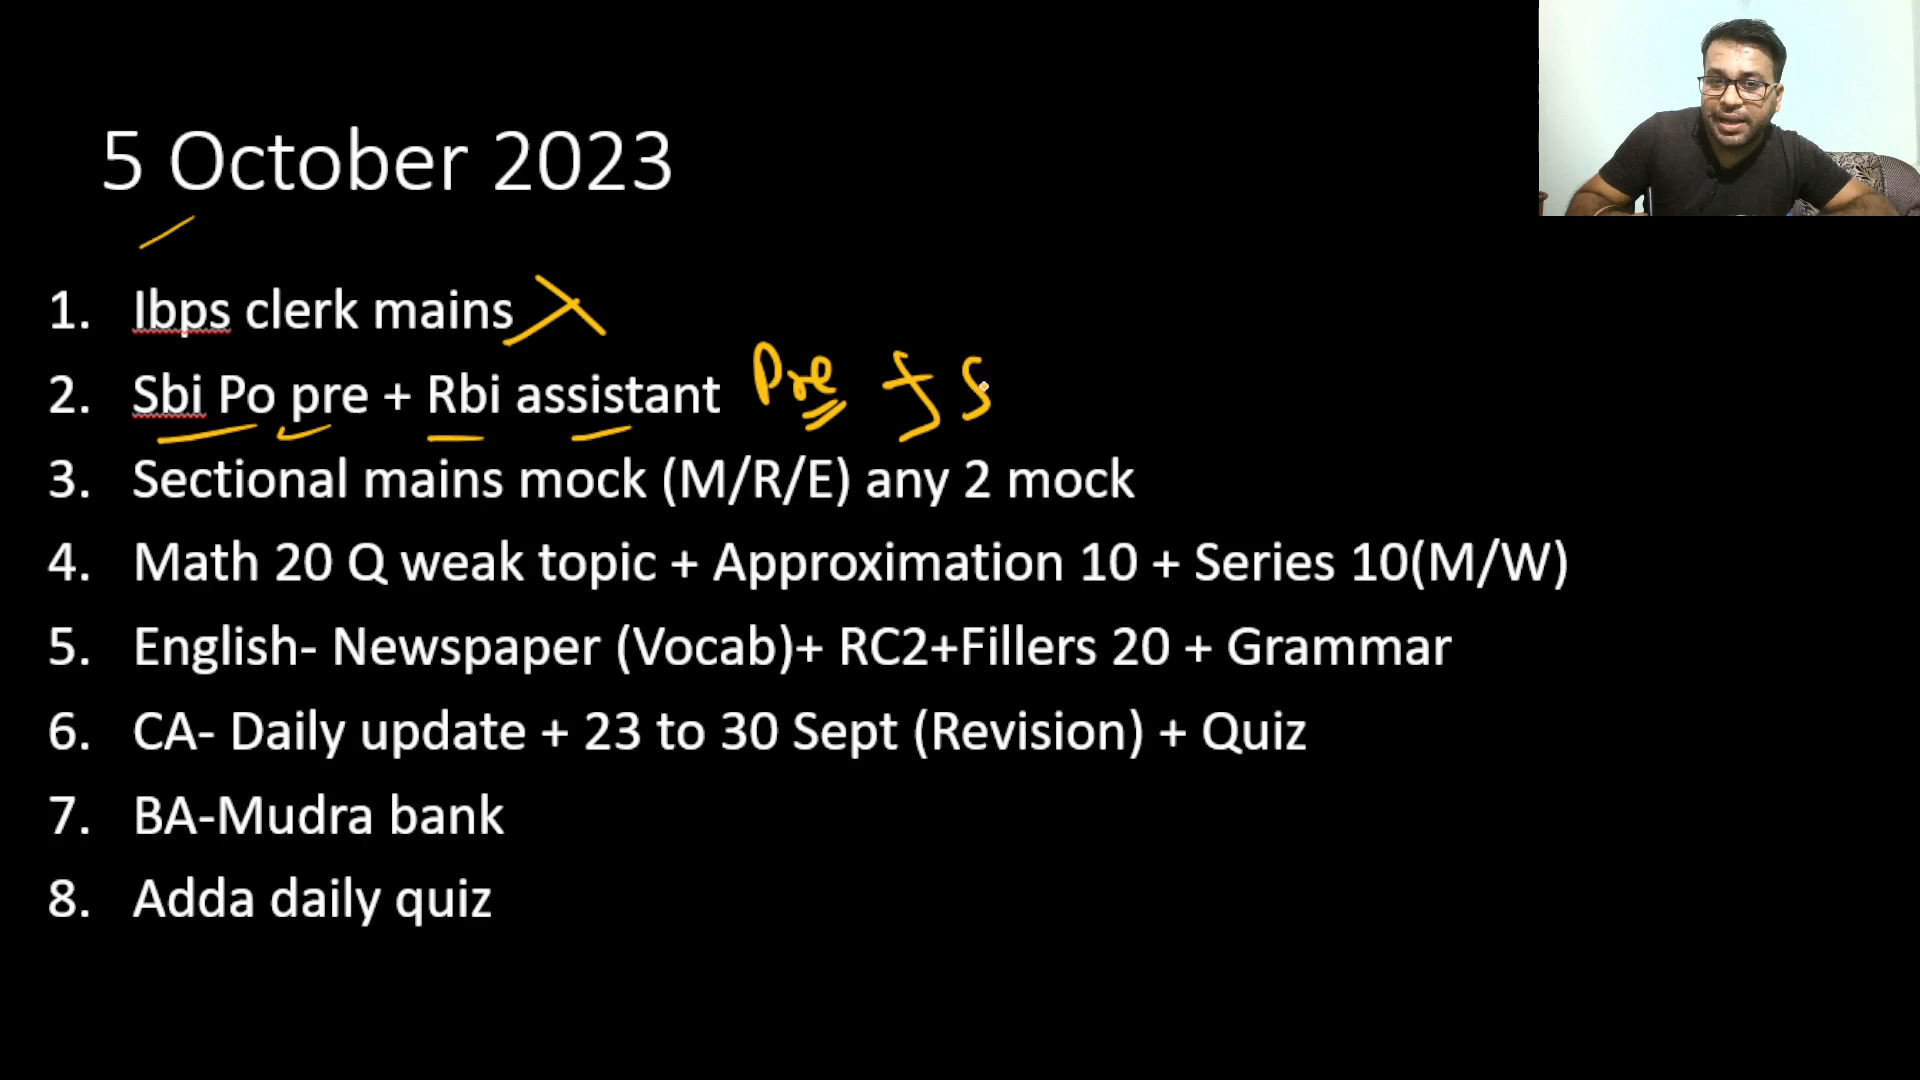 5 October 2023
1. Ibps clerk mains
2. Sbi Po pre + Rbi assistant Pre
3. Sectional mains mock (M/R/E) any 2 mock
4. Math 20 Q weak topic + Approximation 10 + Series 10(M/W)
5. English- Newspaper (Vocab)+ RC2+Fillers 20 + Grammar
6. CA- Daily update + 23 to 30 Sept (Revision) + Quiz
7. BA-Mudra bank
8. Adda daily quiz